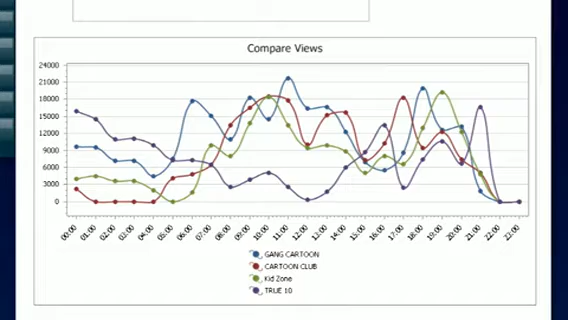 Compare Views
24000
21000
18000
15000
12000
9000
6000
3000
0
00:00 01:00 02:00 03:00 04:00 05:00 06:00 07:00 08:00 09:00 10:00 11:00 12:00 13:00 14:00 15:00 16:00 17:00 18:00 19:00 20:00 21:00 22:00 23:00
GANG CARTOON
CARTOON CLUB
Kid Zone
TRUE 10